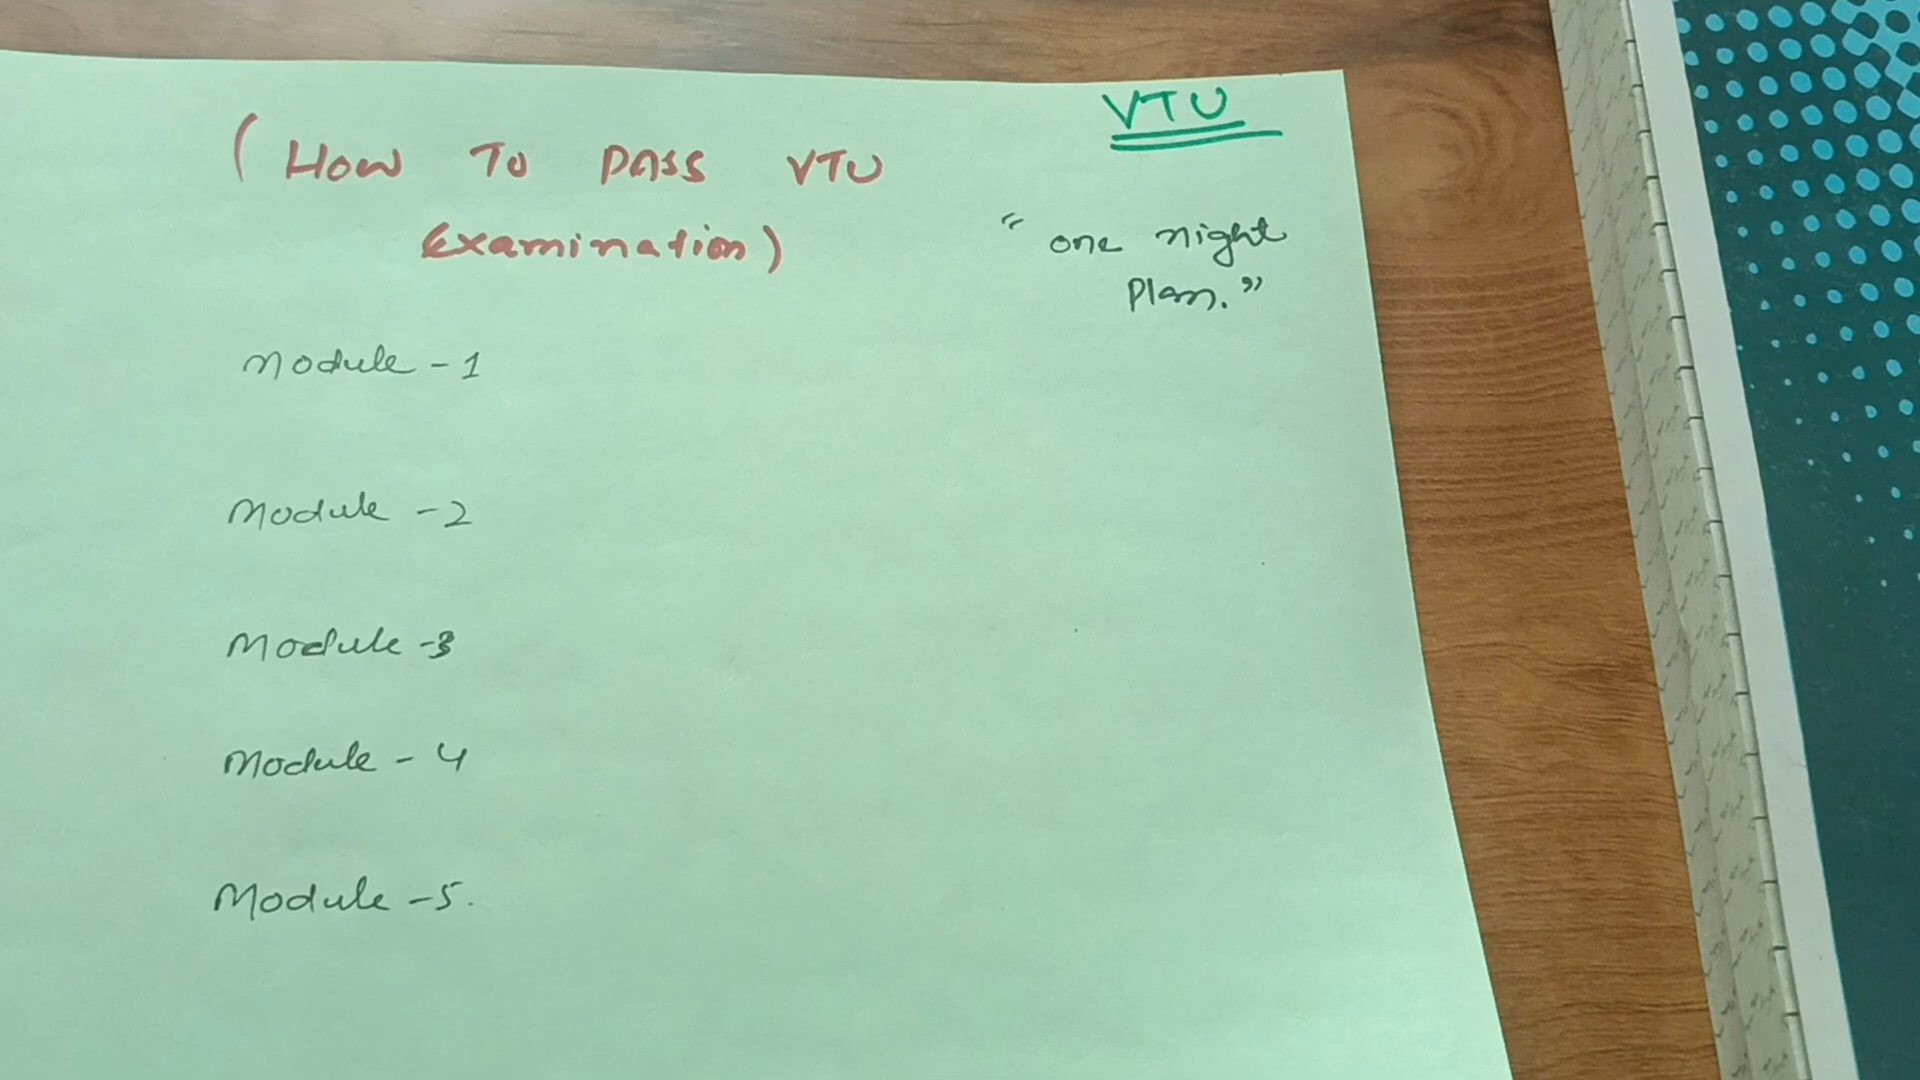 VTU
( HOW TO PASS VTU
Examination)
“ one night
Plan.”
Module - 1
Module - 2
Module - 3
Module - 4
Module - 5.